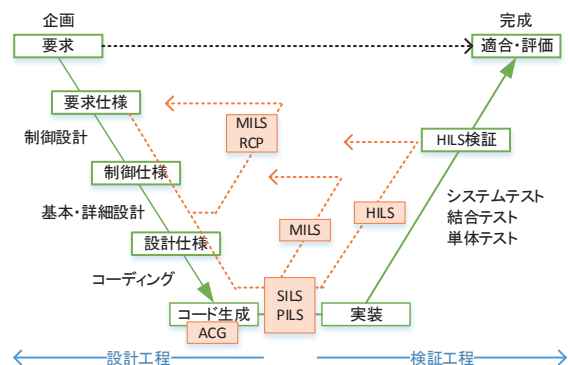 企画
完成
要求
適合・評価
要求仕様
MILS
RCP
HILS検証
制御設計
制御仕様
システムテスト
結合テスト
単体テスト
基本・詳細設計
HILS
MILS
設計仕様
コーディング
SILS
PILS
コード生成
実装
ACG
設計工程
検証工程